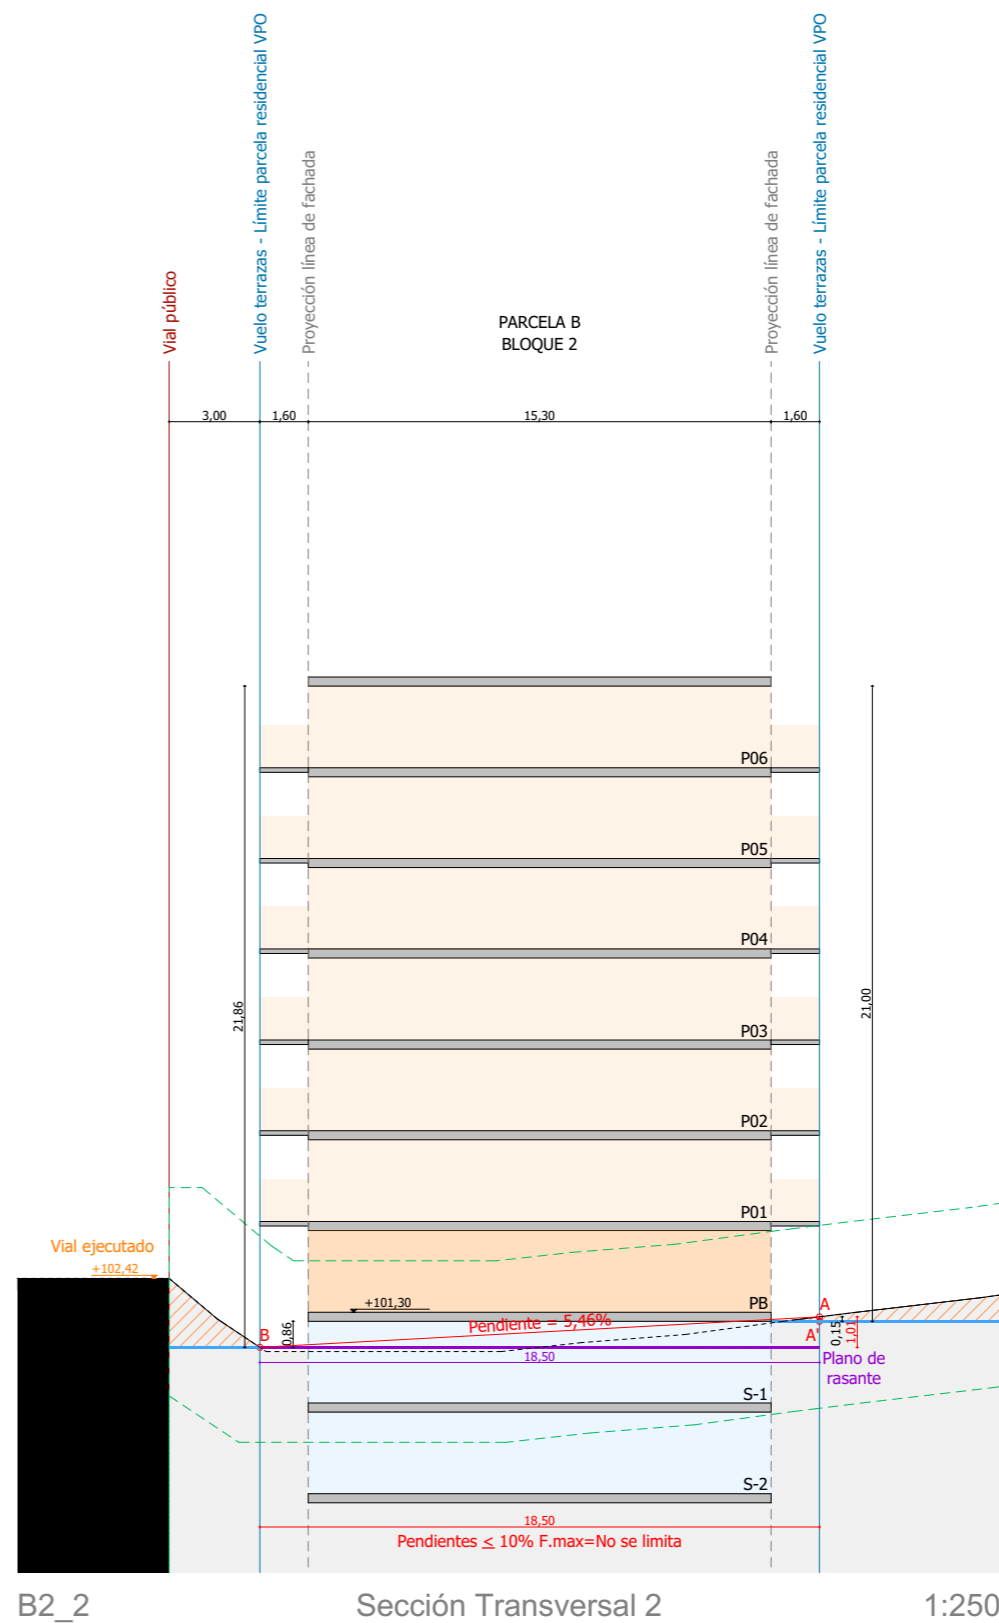 Vial público
Vuelo terrazas - Límite parcela residencial VPO
Proyección línea de fachada
PARCELA B
BLOQUE 2
Proyección línea de fachada
Vuelo terrazas - Límite parcela residencial VPO
3,00
1,60
15,30
1,60
P06
P05
P04
21,86
21,00
P03
P02
P01
Vial ejecutado
+102,42
+101,30
PB
A
0,86
Pendiente = 5,46%
B
A'
0,15
1,01
18,50
Plano de
rasante
S-1
S-2
18,50
Pendientes ≤ 10% F.max=No se limita
B2_2
Sección Transversal 2
1:250